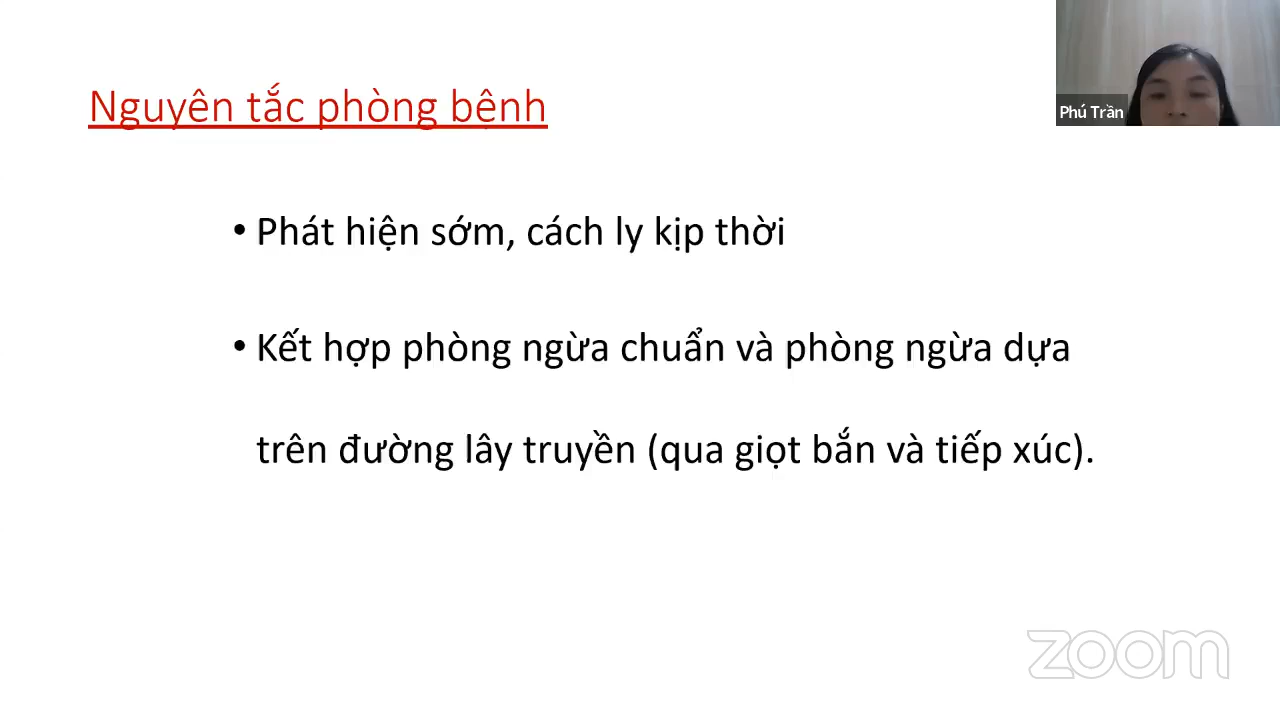 Nguyên tắc phòng bệnh
Phú Trần
• Phát hiện sớm, cách ly kịp thời
• Kết hợp phòng ngừa chuẩn và phòng ngừa dựa
trên đường lây truyền (qua giọt bắn và tiếp xúc).
zoom